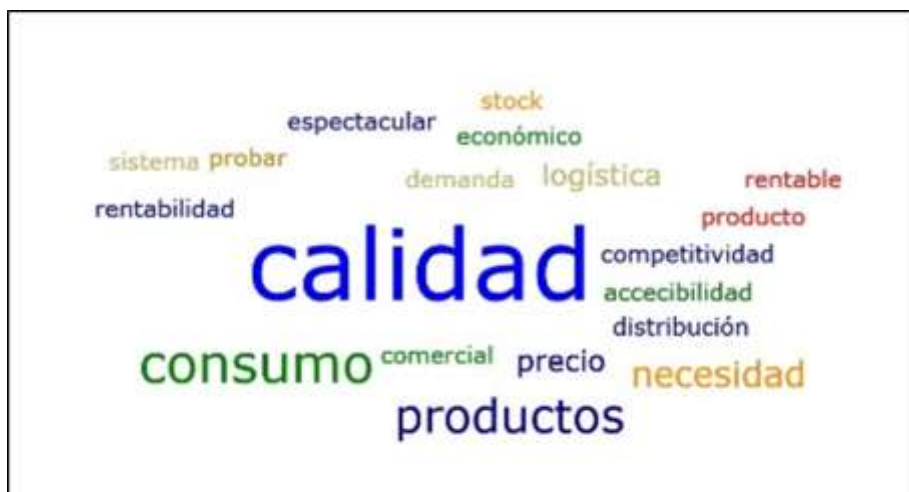 stock
espectacular
económico
sistema probar
demanda logística rentable
rentabilidad
producto
calidad
competitividad
accecibilidad
distribución
consumo comercial precio necesidad
productos